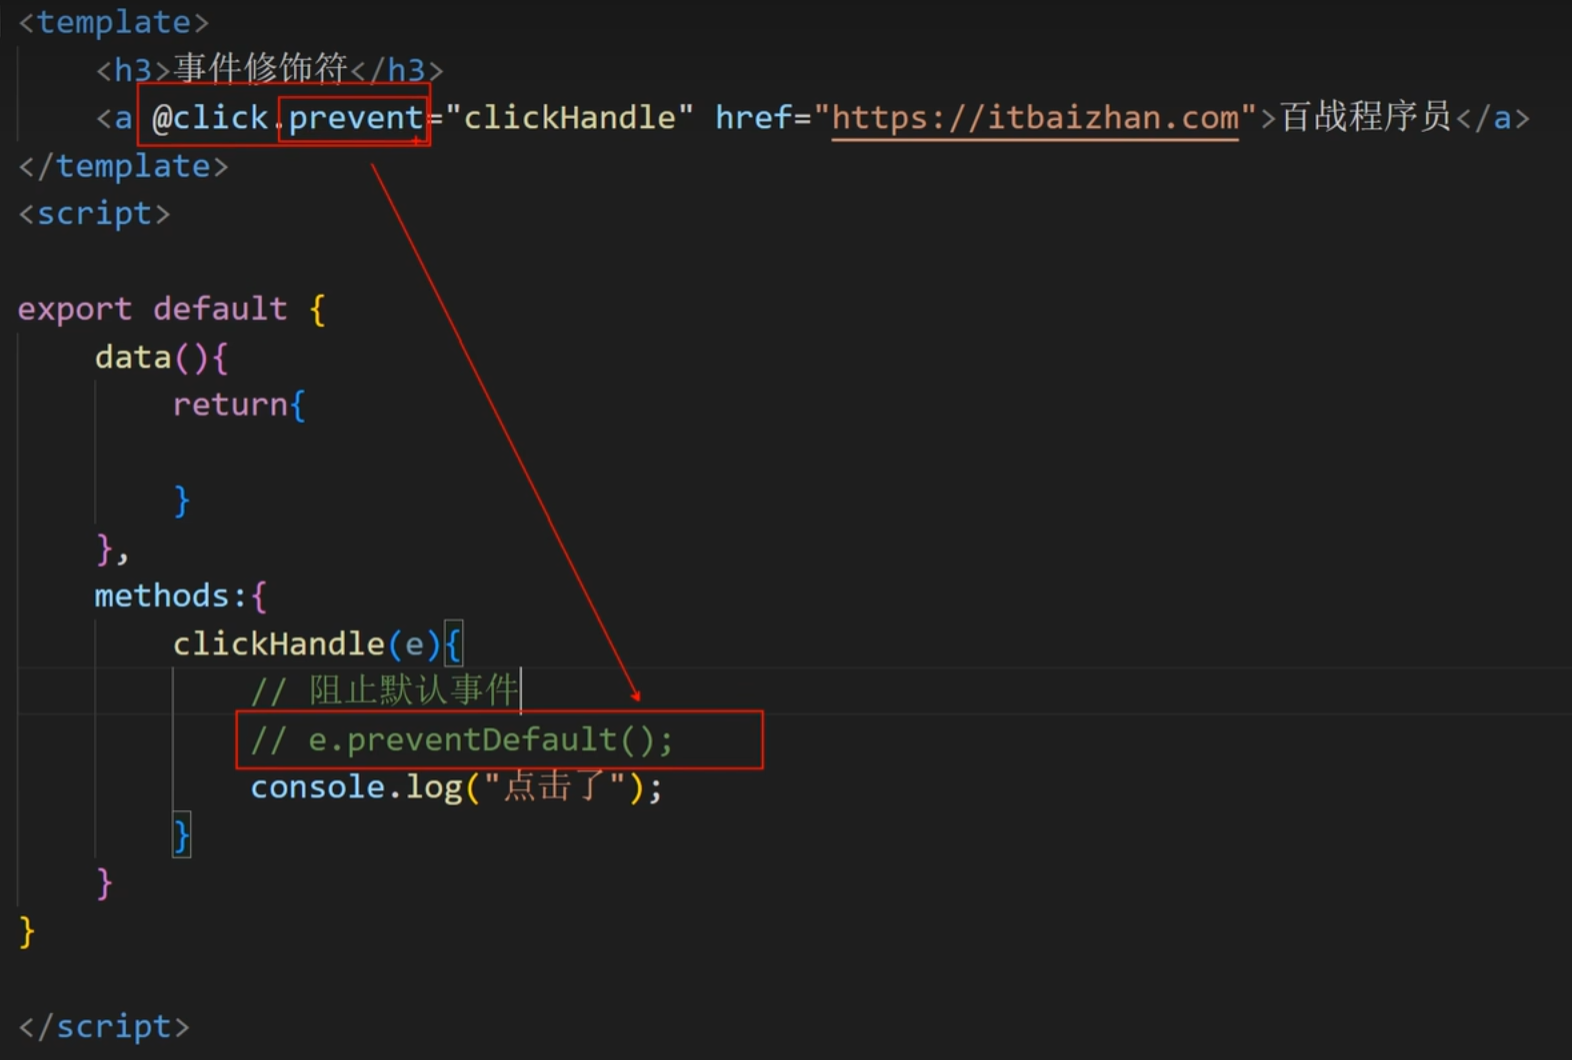 <template>
<h3>事件修饰符</h3>
<a @click.prevent="clickHandle" href="https://itbaizhan.com">百战程序员</a>
</template>
<script>
export default {
data(){
return{
}
},
methods:{
clickHandle(e){
// 阻止默认事件
// e.preventDefault();
console.log("点击了");
}
}
}
</script>